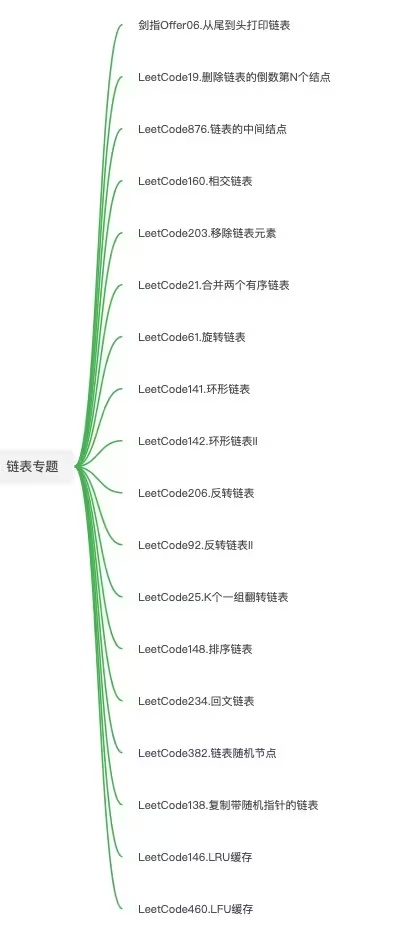 剑指Offer06.从尾到头打印链表
LeetCode19.删除链表的倒数第N个结点
LeetCode876.链表的中间结点
LeetCode160.相交链表
LeetCode203.移除链表元素
LeetCode21.合并两个有序链表
LeetCode61.旋转链表
LeetCode141.环形链表
LeetCode142.环形链表II
链表专题
LeetCode206.反转链表
LeetCode92.反转链表II
LeetCode25.K个一组翻转链表
LeetCode148.排序链表
LeetCode234.回文链表
LeetCode382.链表随机节点
LeetCode138.复制带随机指针的链表
LeetCode146.LRU缓存
LeetCode460.LFU缓存